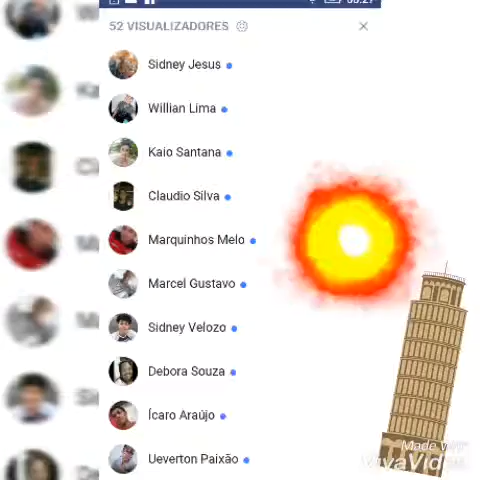 52 VISUALIZADORES
Sidney Jesus
Willian Lima
Kaio Santana
Claudio Silva
Marquinhos Melo
Marcel Gustavo
Sidney Velozo
Debora Souza
Ícaro Araújo
Ueverton Paixão
Made With
VivaVideo